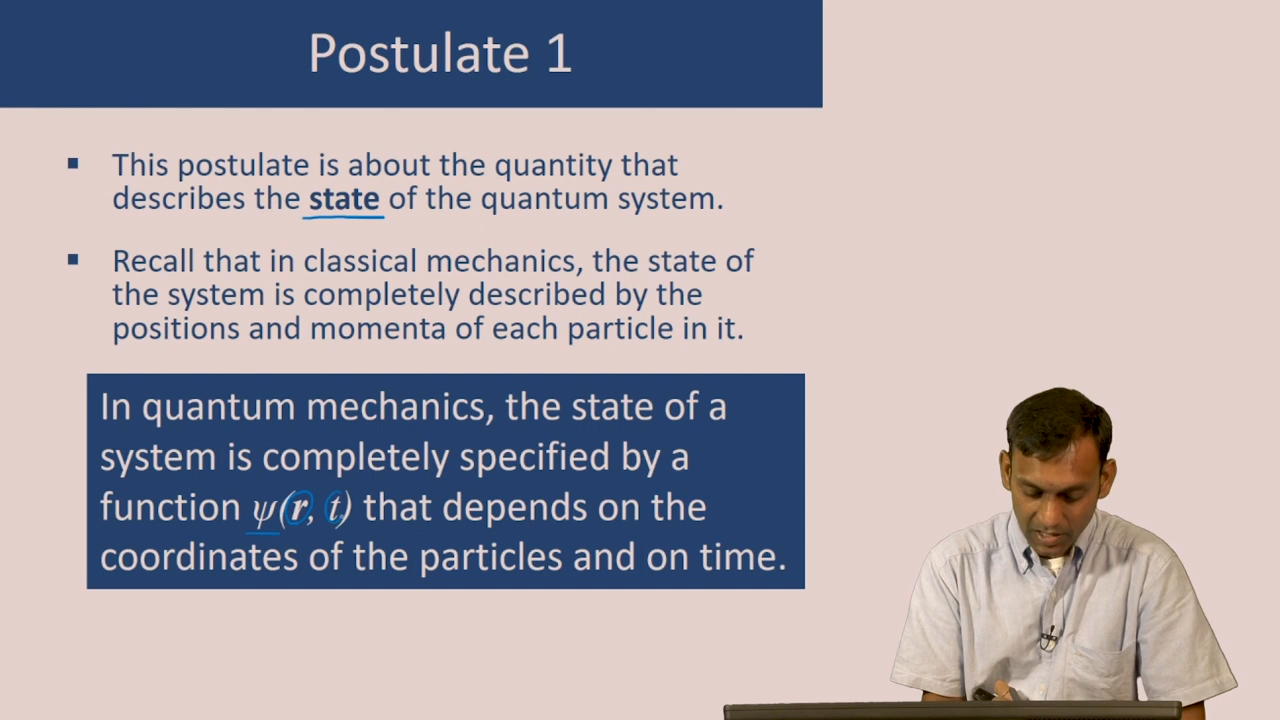 Postulate 1
▪ This postulate is about the quantity that
describes the state of the quantum system.
▪ Recall that in classical mechanics, the state of
the system is completely described by the
positions and momenta of each particle in it.
In quantum mechanics, the state of a
system is completely specified by a
function ψ(r, t) that depends on the
coordinates of the particles and on time.